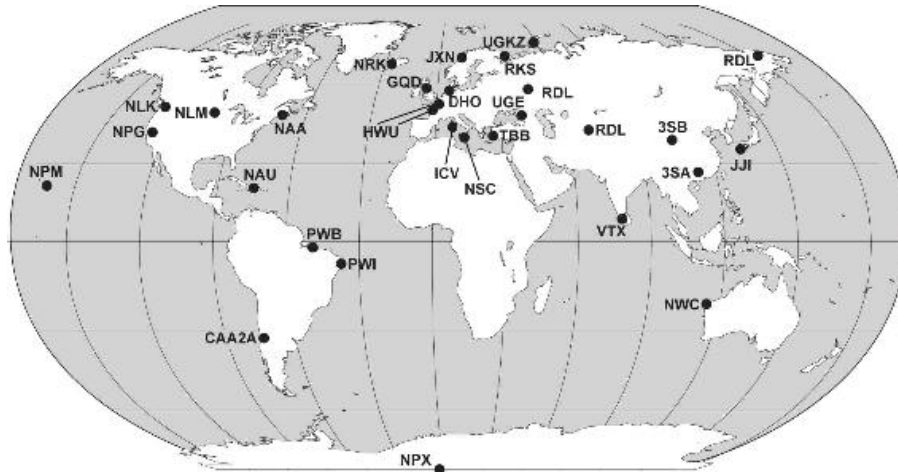 UGKZ
JXN
NRK
RKS
RDL
GQD
RDL
NLK
NLM
DHO
UGE
NAA
HWU
NPG
TBB
RDL
3SB
JJI
ICV
NSC
NPM
NAU
3SA
VTX
PWB
PWI
NWC
CAA2A
NPX